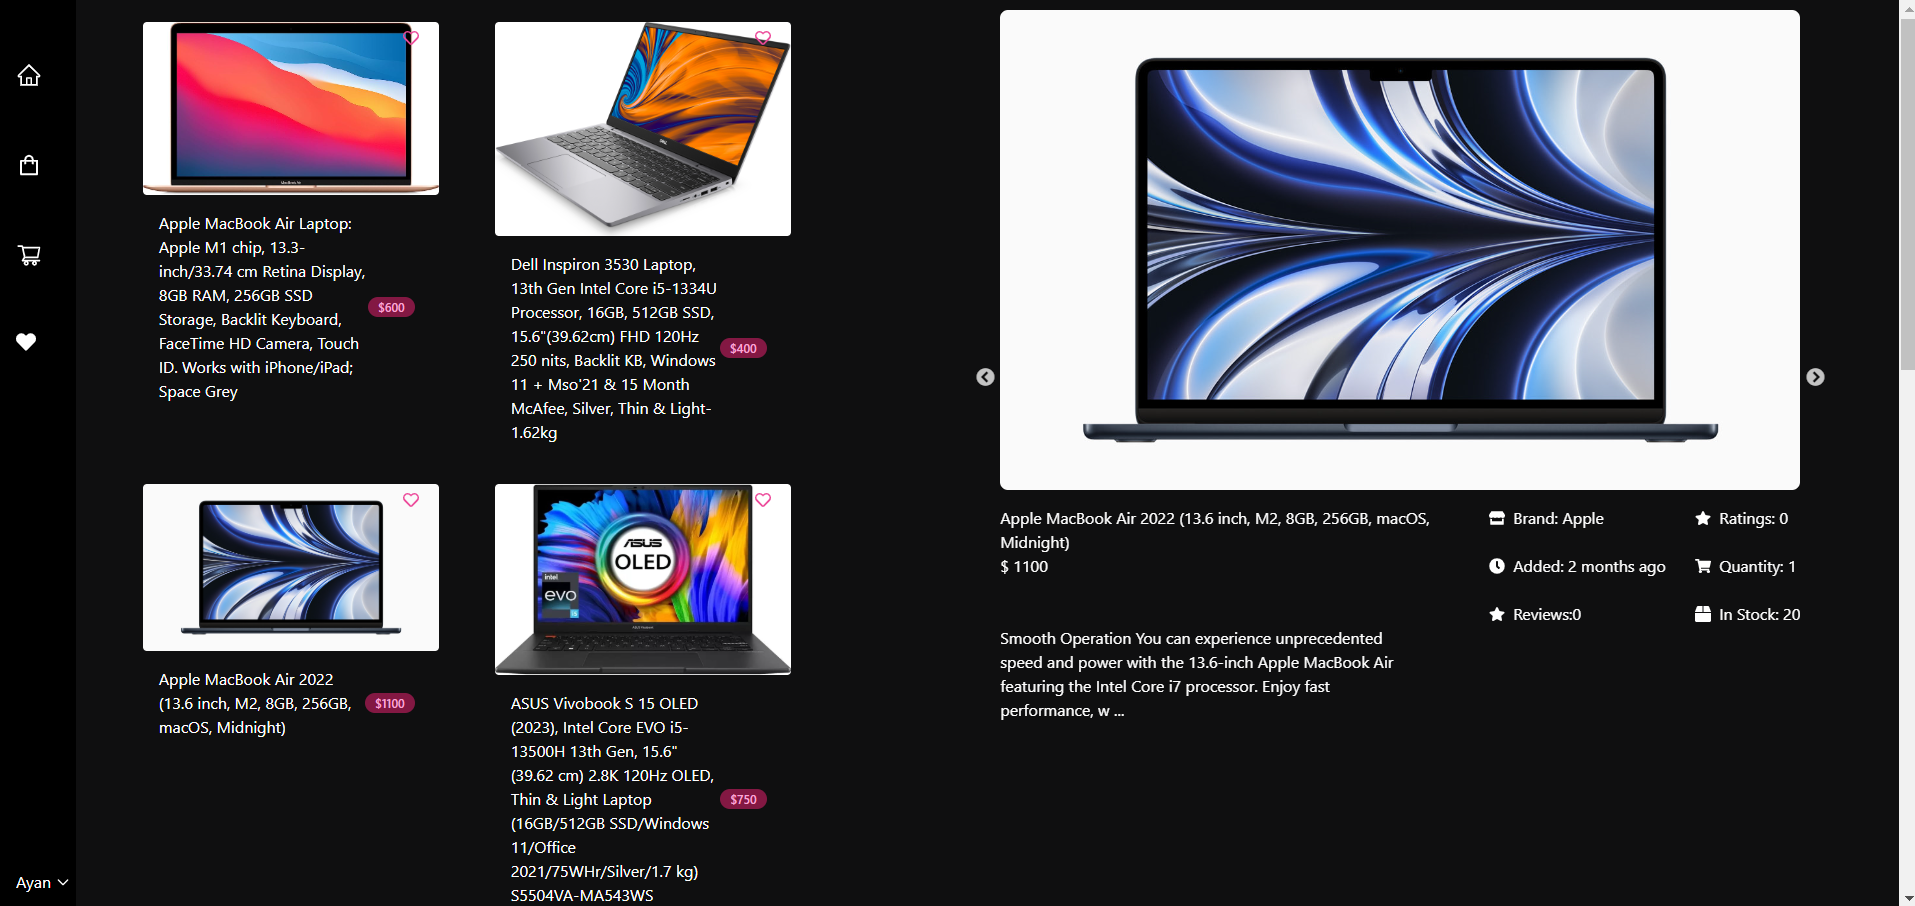 Apple MacBook Air Laptop:
Apple M1 chip, 13.3-
inch/33.74 cm Retina Display,
8GB RAM, 256GB SSD
Storage, Backlit Keyboard,
FaceTime HD Camera, Touch
ID. Works with iPhone/iPad;
Space Grey
$600
DELL
Dell Inspiron 3530 Laptop,
13th Gen Intel Core i5-1334U
Processor, 16GB, 512GB SSD,
15.6"(39.62cm) FHD 120Hz
250 nits, Backlit KB, Windows
11 + Mso'21 & 15 Month
McAfee, Silver, Thin & Light-
1.62kg
$400
Apple MacBook Air 2022
(13.6 inch, M2, 8GB, 256GB,
macOS, Midnight)
$1100
ASUS
OLED
intel
evo
i5
ASUS Vivobook S 15 OLED
(2023), Intel Core EVO i5-
13500H 13th Gen, 15.6"
(39.62 cm) 2.8K 120Hz OLED,
Thin & Light Laptop
(16GB/512GB SSD/Windows
11/Office
2021/75WHr/Silver/1.7 kg)
S5504VA-MA543WS
$750
Apple MacBook Air 2022 (13.6 inch, M2, 8GB, 256GB, macOS,
Midnight)
$ 1100
Smooth Operation You can experience unprecedented
speed and power with the 13.6-inch Apple MacBook Air
featuring the Intel Core i7 processor. Enjoy fast
performance, w ...
Brand: Apple
Added: 2 months ago
Reviews:0
Ratings: 0
Quantity: 1
In Stock: 20
Ayan